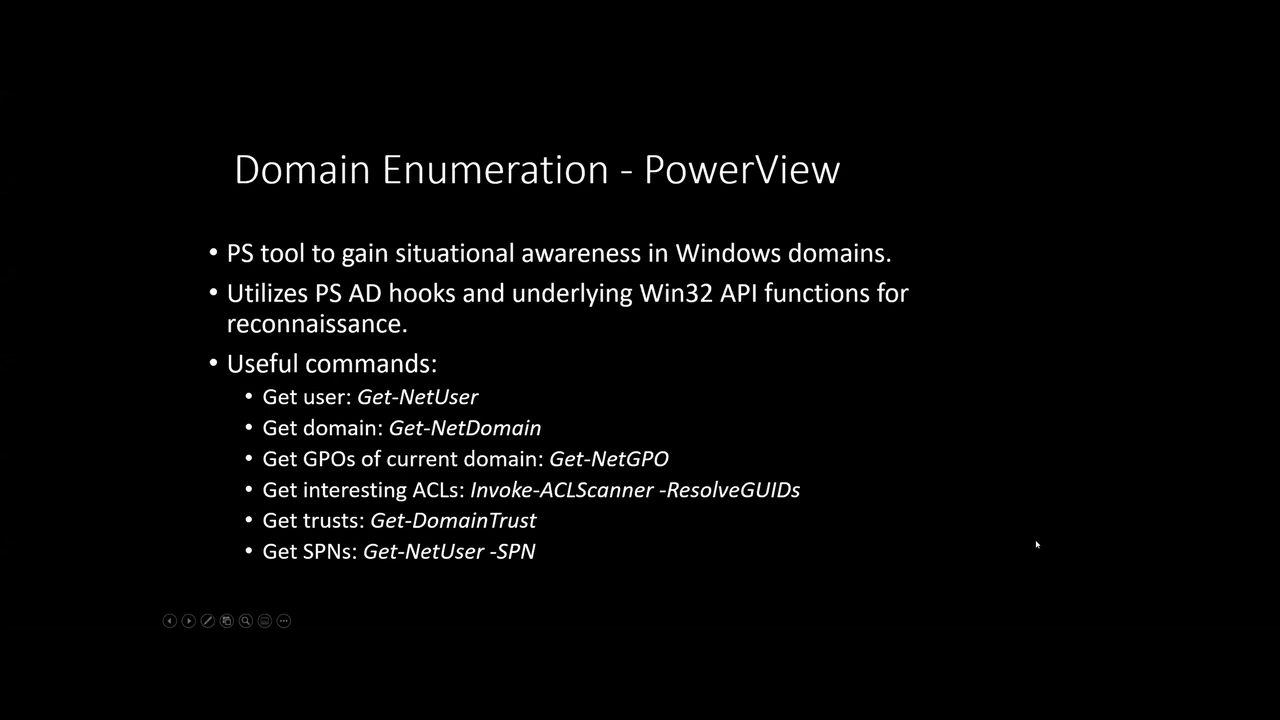 Domain Enumeration - PowerView
• PS tool to gain situational awareness in Windows domains.
• Utilizes PS AD hooks and underlying Win32 API functions for
reconnaissance.
• Useful commands:
• Get user: Get-NetUser
• Get domain: Get-NetDomain
• Get GPOs of current domain: Get-NetGPO
• Get interesting ACLs: Invoke-ACLScanner -ResolveGUIDs
• Get trusts: Get-DomainTrust
• Get SPNs: Get-NetUser -SPN